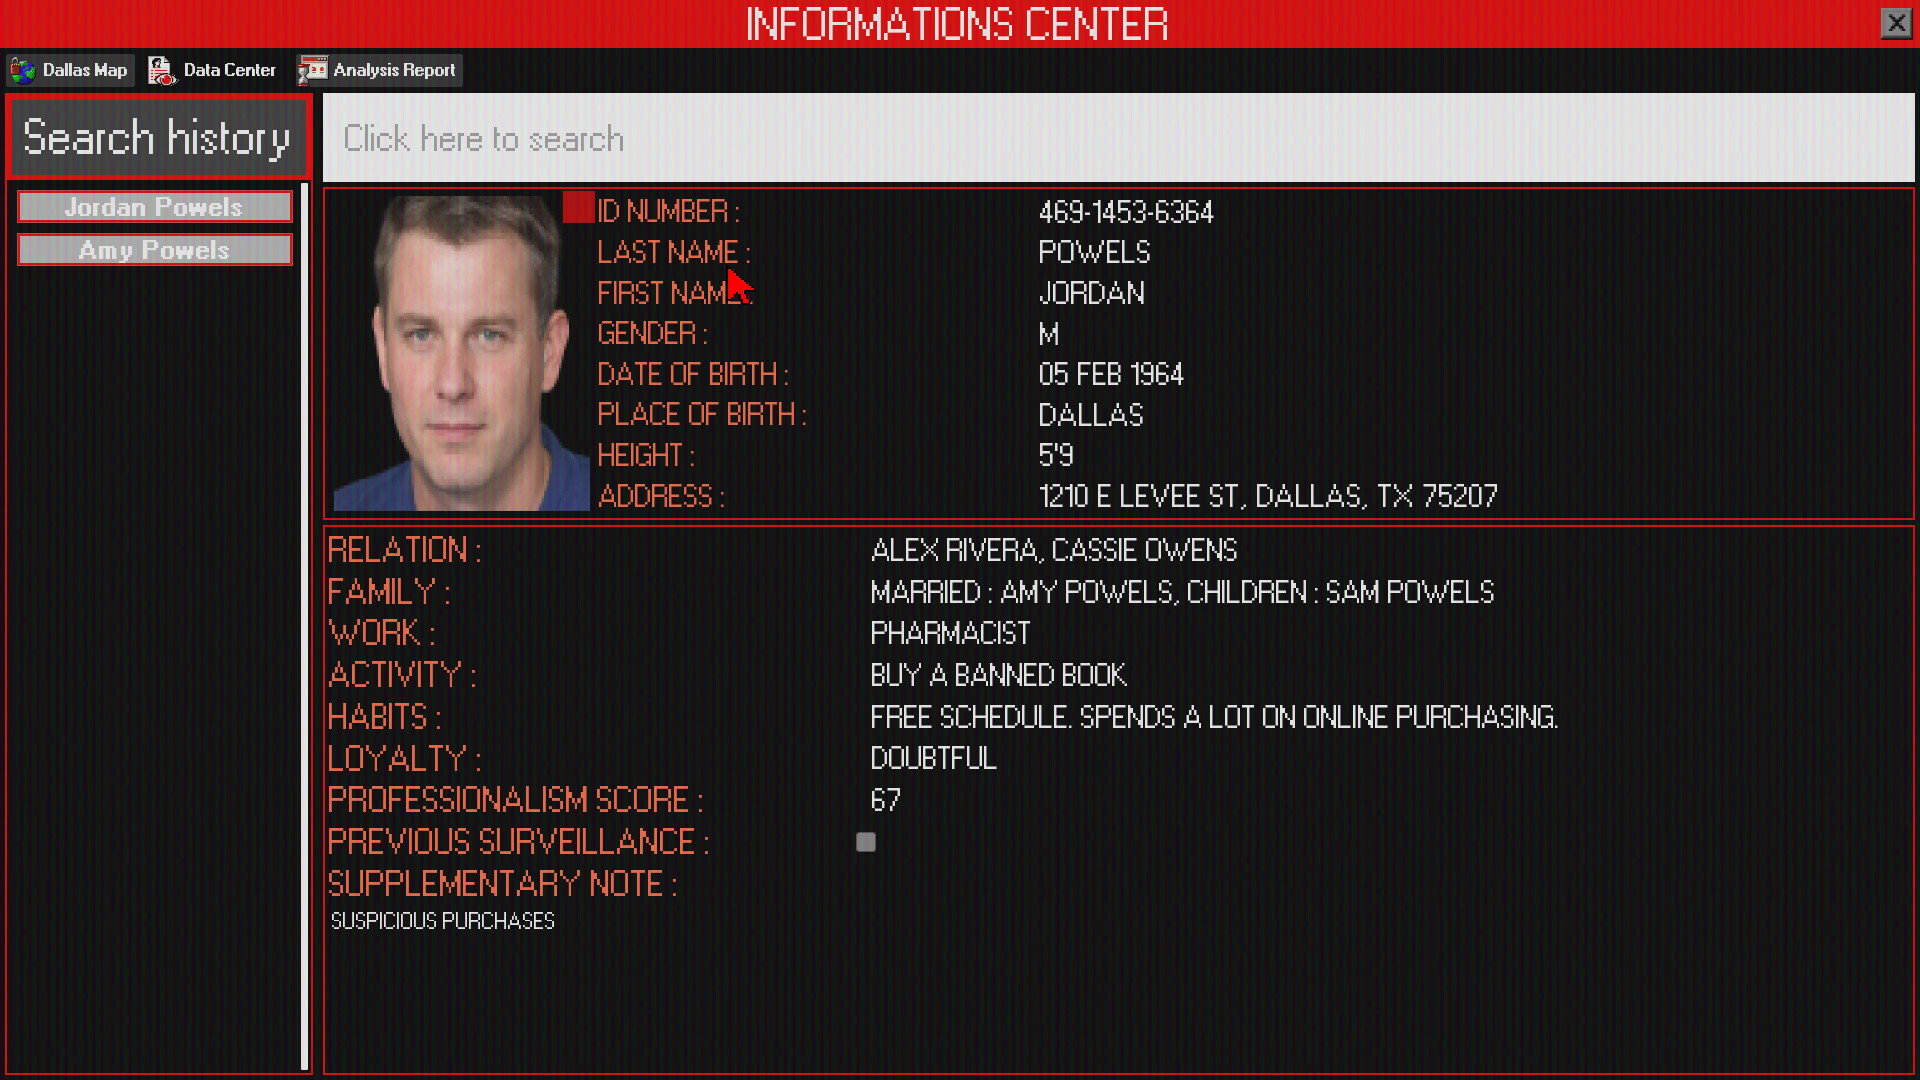 INFORMATIONS CENTER
Dallas Map Data Center Analysis Report
Search history
Click here to search
Jordan Powels
Amy Powels
ID NUMBER : 469-1453-6364
LAST NAME : POWELS
FIRST NAME : JORDAN
GENDER : M
DATE OF BIRTH : 05 FEB 1964
PLACE OF BIRTH : DALLAS
HEIGHT : 5'9
ADDRESS : 1210 E LEVEE ST, DALLAS, TX 75207
RELATION : ALEX RIVERA, CASSIE OWENS
FAMILY : MARRIED : AMY POWELS, CHILDREN : SAM POWELS
WORK : PHARMACIST
ACTIVITY : BUY A BANNED BOOK
HABITS : FREE SCHEDULE. SPENDS A LOT ON ONLINE PURCHASING.
LOYALTY : DOUBTFUL
PROFESSIONALISM SCORE : 67
PREVIOUS SURVEILLANCE :
SUPPLEMENTARY NOTE :
SUSPICIOUS PURCHASES